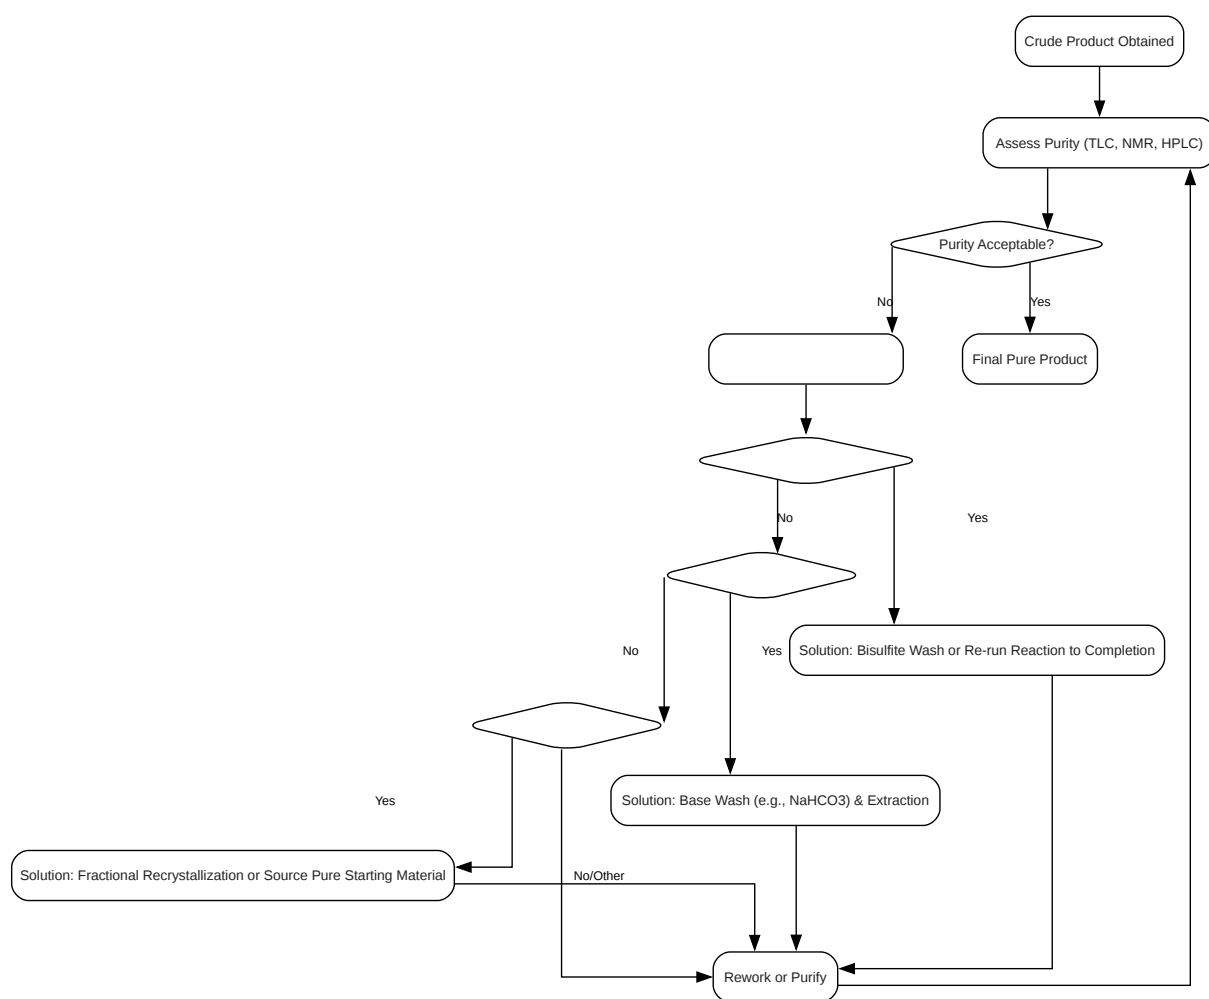 Crude Product Obtained
Assess Purity (TLC, NMR, HPLC)
Purity Acceptable?
No
Yes
Final Pure Product
No
Yes
No
Yes
Solution: Bisulfite Wash or Re-run Reaction to Completion
Yes
Solution: Base Wash (e.g., NaHCO3) & Extraction
Solution: Fractional Recrystallization or Source Pure Starting Material
No/Other
Rework or Purify